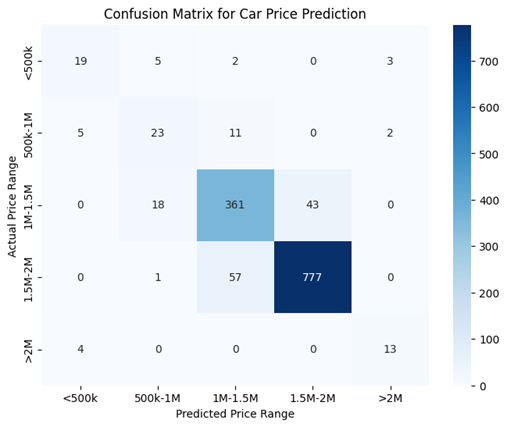 Confusion Matrix for Car Price Prediction
Actual Price Range
<500k 19 5 2 0 3
500k-1M 5 23 11 0 2
1M-1.5M 0 18 361 43 0
1.5M-2M 0 1 57 777 0
>2M 4 0 0 0 13
<500k 500k-1M 1M-1.5M 1.5M-2M >2M
Predicted Price Range
700
600
500
400
300
200
100
0